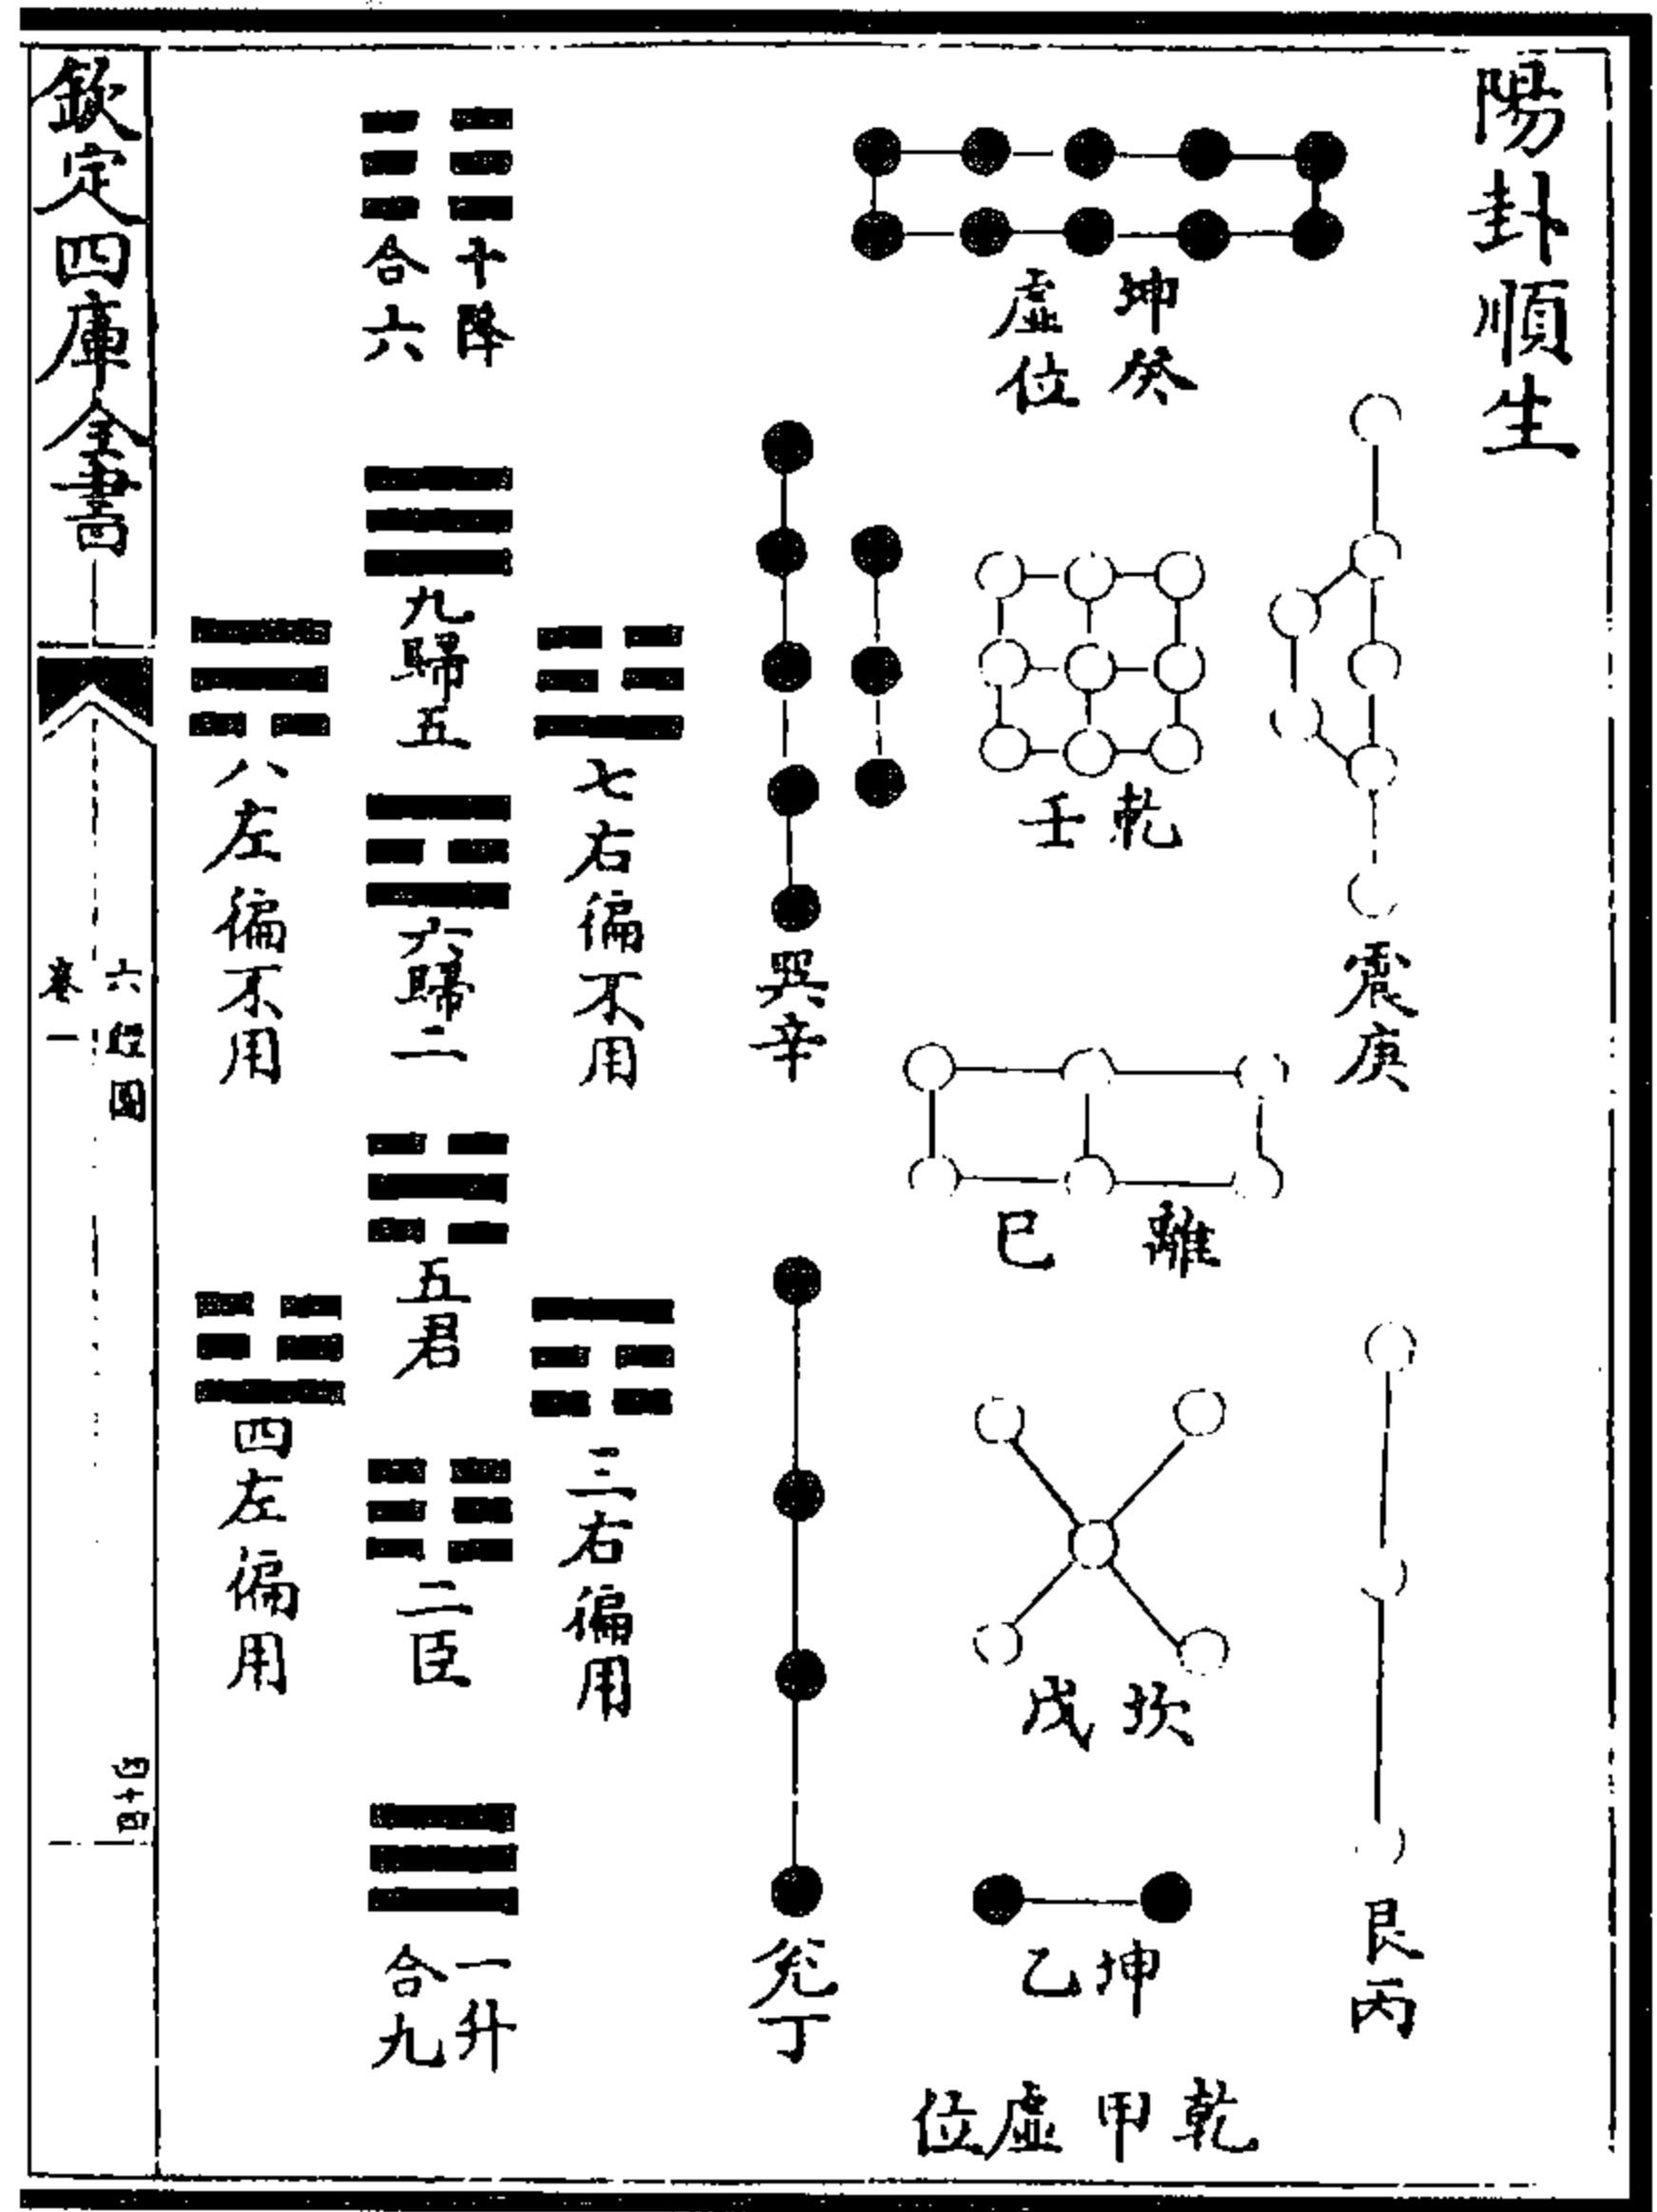 陽卦順生
坤癸
虛位
震庚
乾壬
巽辛
離
巳
艮丙
坎戊
兊丁
坤乙
乾甲虛位
十降
合六
九歸五
七右偏不用
八左偏不用
六歸二
五君
三右偏用
四左偏用
二臣
一升
合九
欽定四庫全書
六經圖
卷一
四十四